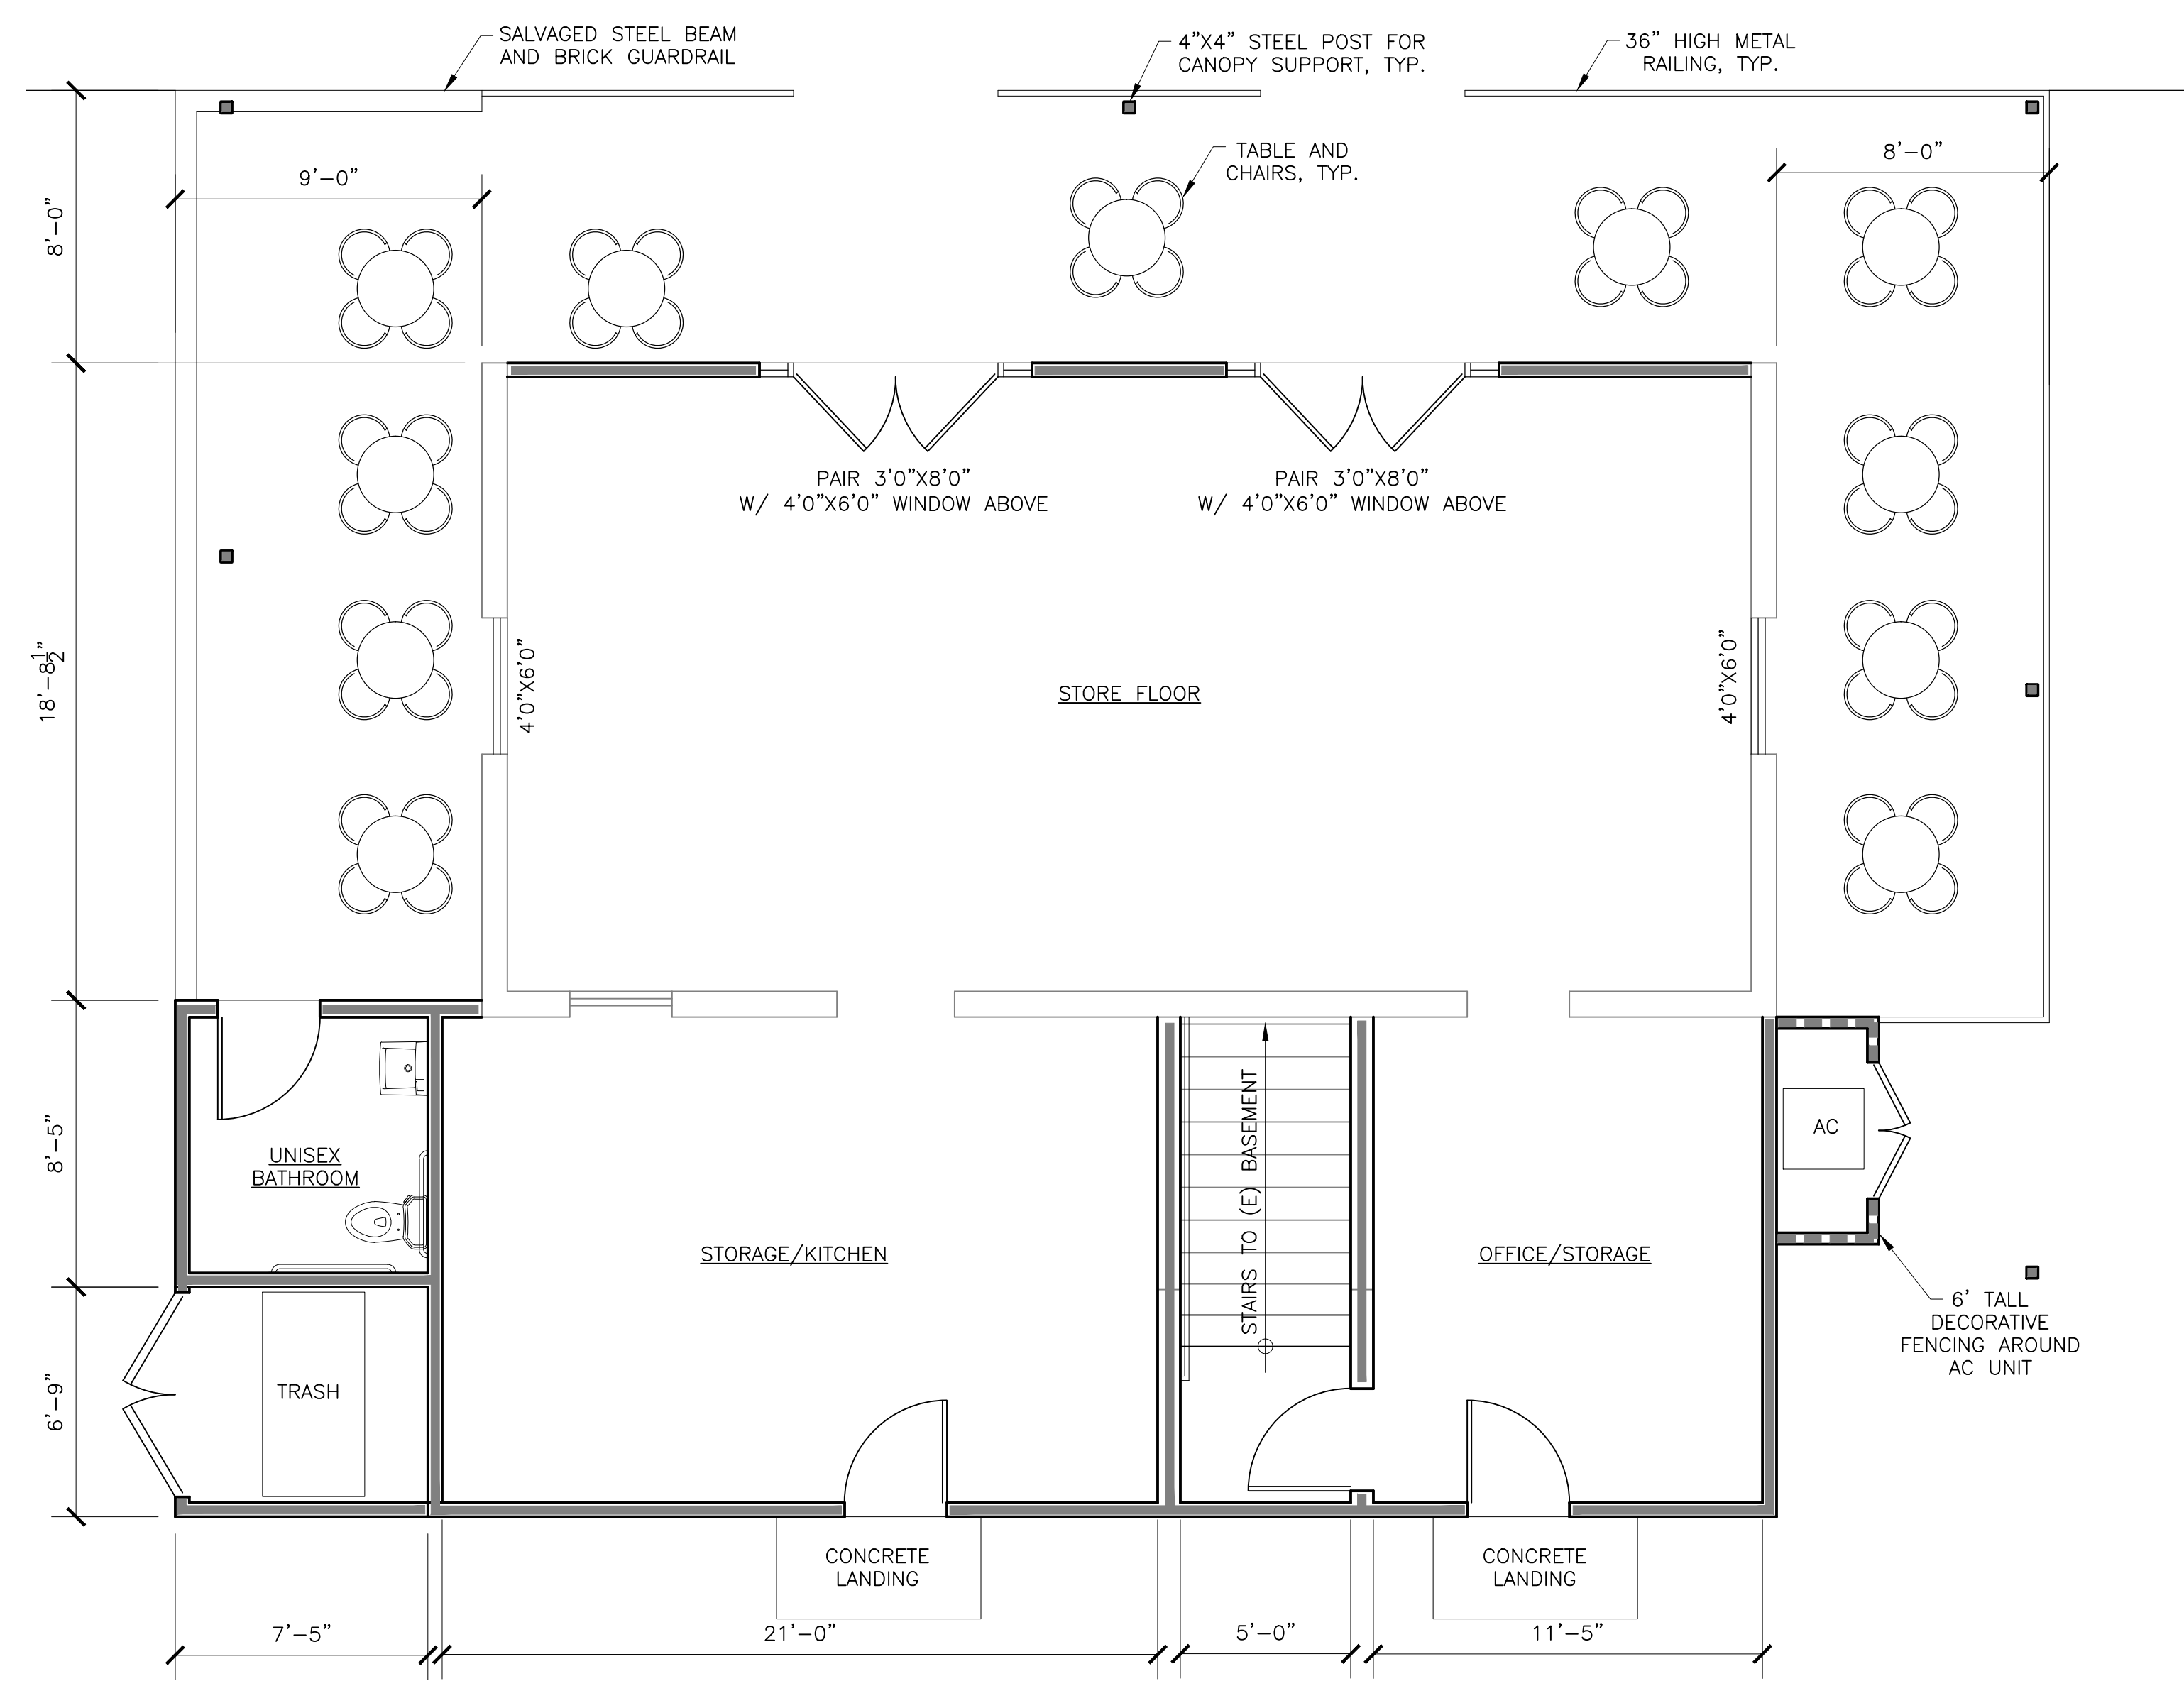 SALVAGED STEEL BEAM
AND BRICK GUARDRAIL
4"X4" STEEL POST FOR
CANOPY SUPPORT, TYP.
36" HIGH METAL
RAILING, TYP.
TABLE AND
CHAIRS, TYP.
9'-0"
8'-0"
8'-0"
PAIR 3'0"X8'0"
W/ 4'0"X6'0" WINDOW ABOVE
PAIR 3'0"X8'0"
W/ 4'0"X6'0" WINDOW ABOVE
18'-8 1/2"
4'0"X6'0"
STORE FLOOR
4'0"X6'0"
8'-5"
UNISEX
BATHROOM
STORAGE/KITCHEN
STAIRS TO (E) BASEMENT
OFFICE/STORAGE
AC
6' TALL
DECORATIVE
FENCING AROUND
AC UNIT
6'-9"
TRASH
CONCRETE
LANDING
CONCRETE
LANDING
7'-5"
21'-0"
5'-0"
11'-5"